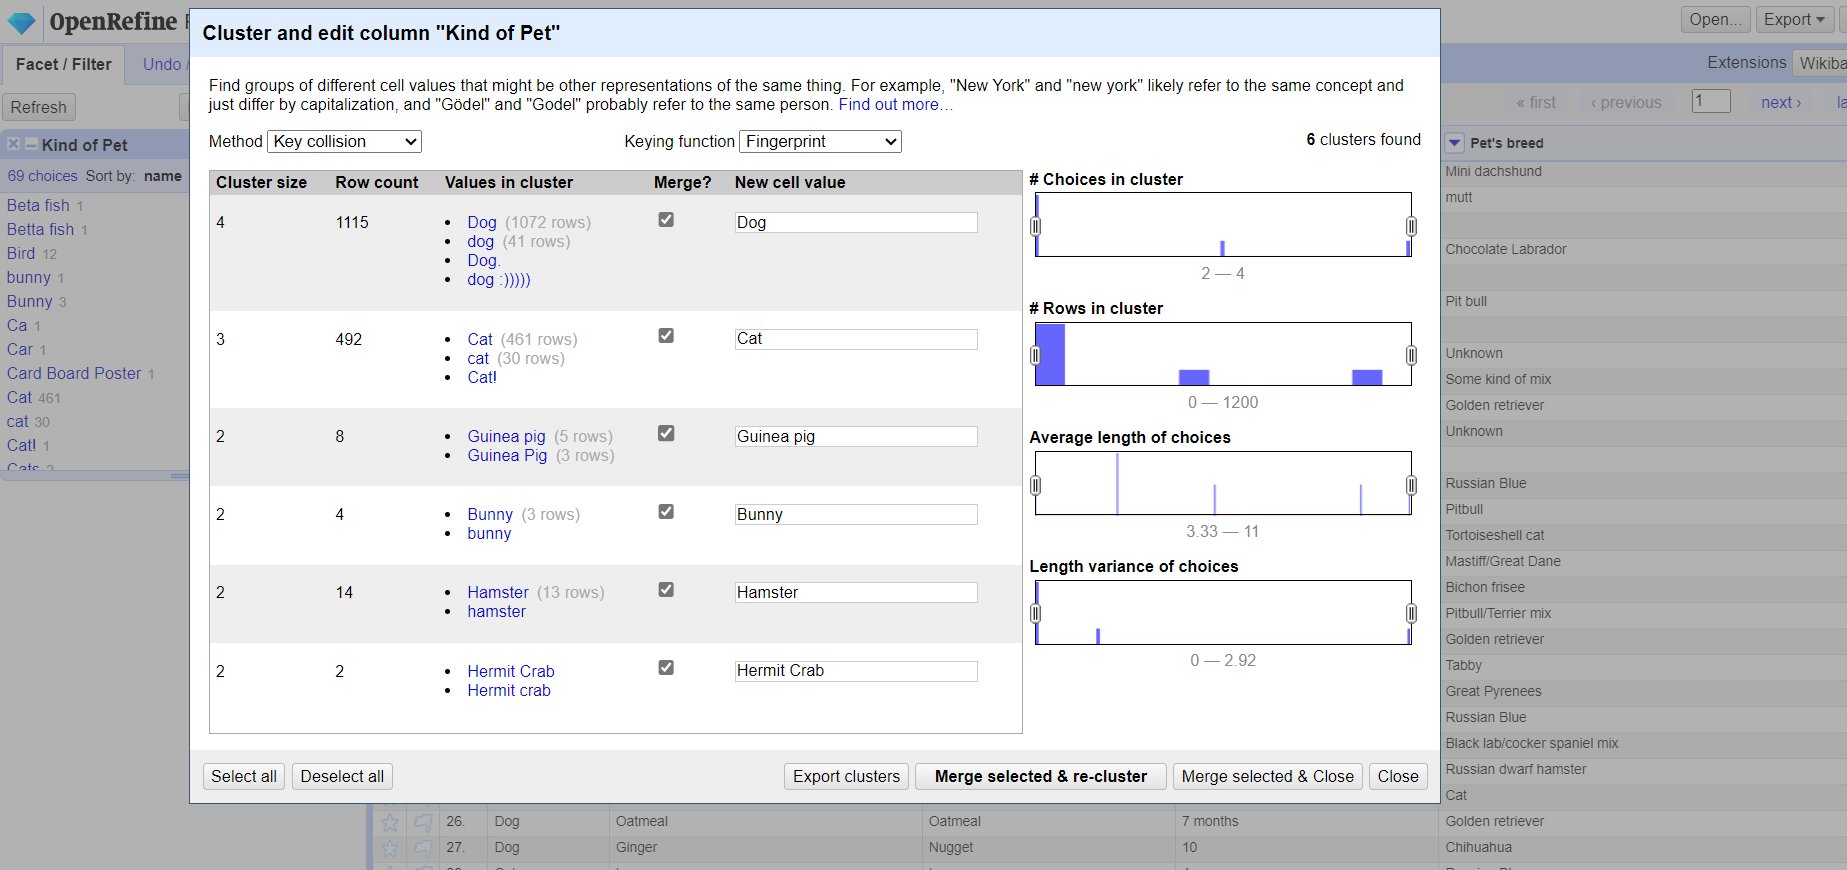 OpenRefine
Open...
Export
Cluster and edit column "Kind of Pet"
Facet / Filter
Undo /
Extensions
Wikiba
Refresh
Find groups of different cell values that might be other representations of the same thing. For example, "New York" and "new york" likely refer to the same concept and
just differ by capitalization, and "Gödel" and "Godel" probably refer to the same person. Find out more…
« first
‹ previous
1
next ›
la
Method Key collision
Keying function Fingerprint
6 clusters found
Kind of Pet
69 choices Sort by: name
Beta fish 1
Betta fish 1
Bird 12
bunny 1
Bunny 3
Ca 1
Car 1
Card Board Poster 1
Cat 461
cat 30
Cat! 1
Cats 2
Cluster size Row count Values in cluster Merge? New cell value
4 1115
• Dog (1072 rows)
• dog (41 rows)
• Dog.
• dog :)))))
Dog
3 492
• Cat (461 rows)
• cat (30 rows)
• Cat!
Cat
2 8
• Guinea pig (5 rows)
• Guinea Pig (3 rows)
Guinea pig
2 4
• Bunny (3 rows)
• bunny
Bunny
2 14
• Hamster (13 rows)
• hamster
Hamster
2 2
• Hermit Crab
• Hermit crab
Hermit Crab
# Choices in cluster
2 — 4
# Rows in cluster
0 — 1200
Average length of choices
3.33 — 11
Length variance of choices
0 — 2.92
Select all
Deselect all
Export clusters
Merge selected & re-cluster
Merge selected & Close
Close
Pet's breed
Mini dachshund
mutt
Chocolate Labrador
Pit bull
Unknown
Some kind of mix
Golden retriever
Unknown
Russian Blue
Pitbull
Tortoiseshell cat
Mastiff/Great Dane
Bichon frisee
Pitbull/Terrier mix
Golden retriever
Tabby
Great Pyrenees
Russian Blue
Black lab/cocker spaniel mix
Russian dwarf hamster
Cat
26. Dog Oatmeal Oatmeal 7 months Golden retriever
27. Dog Ginger Nugget 10 Chihuahua